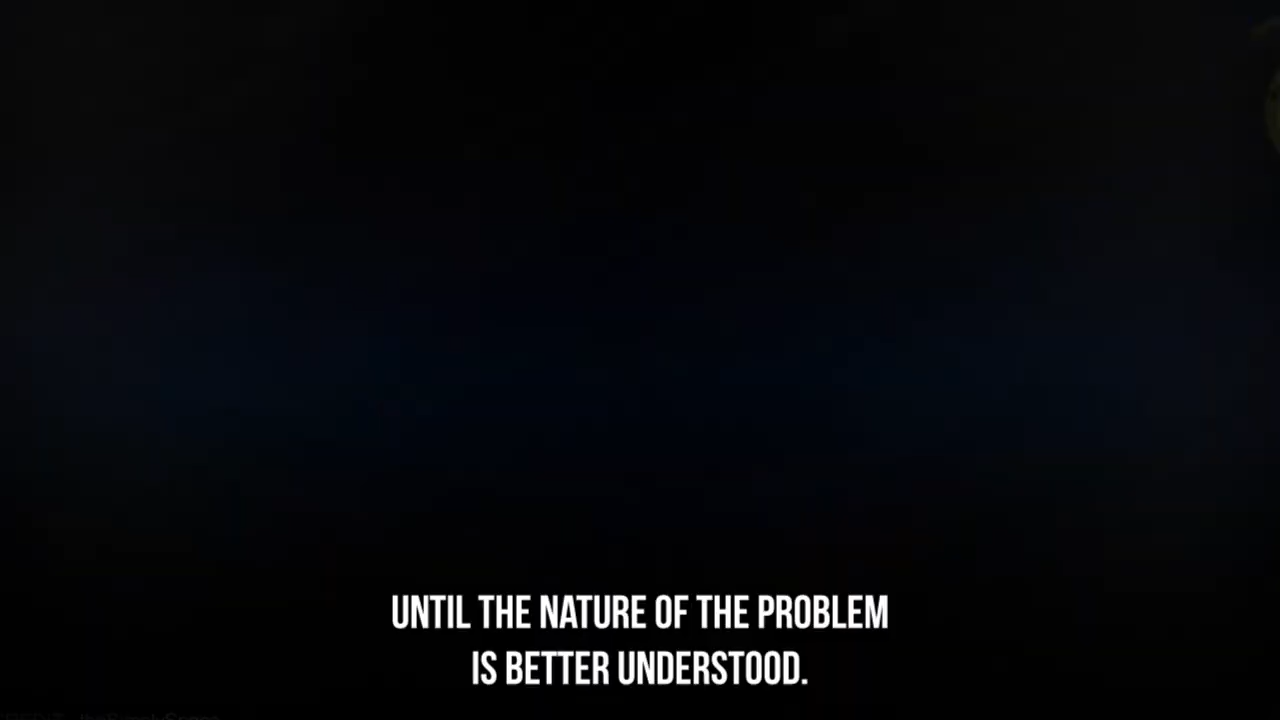 UNTIL THE NATURE OF THE PROBLEM
IS BETTER UNDERSTOOD.